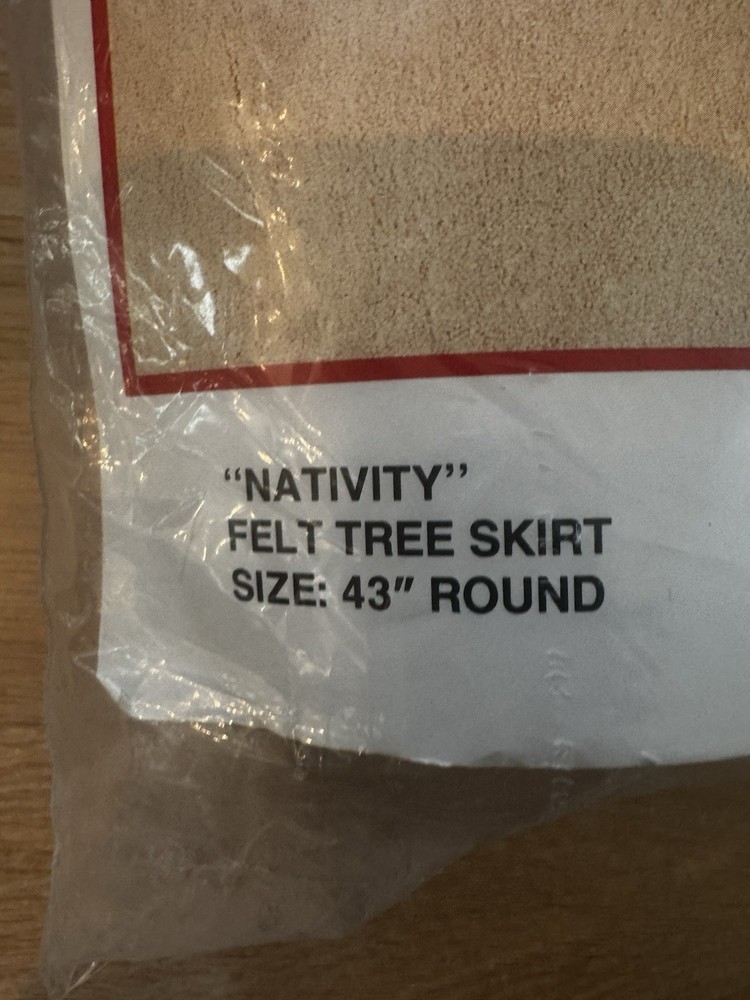 “NATIVITY”
FELT TREE SKIRT
SIZE: 43″ ROUND